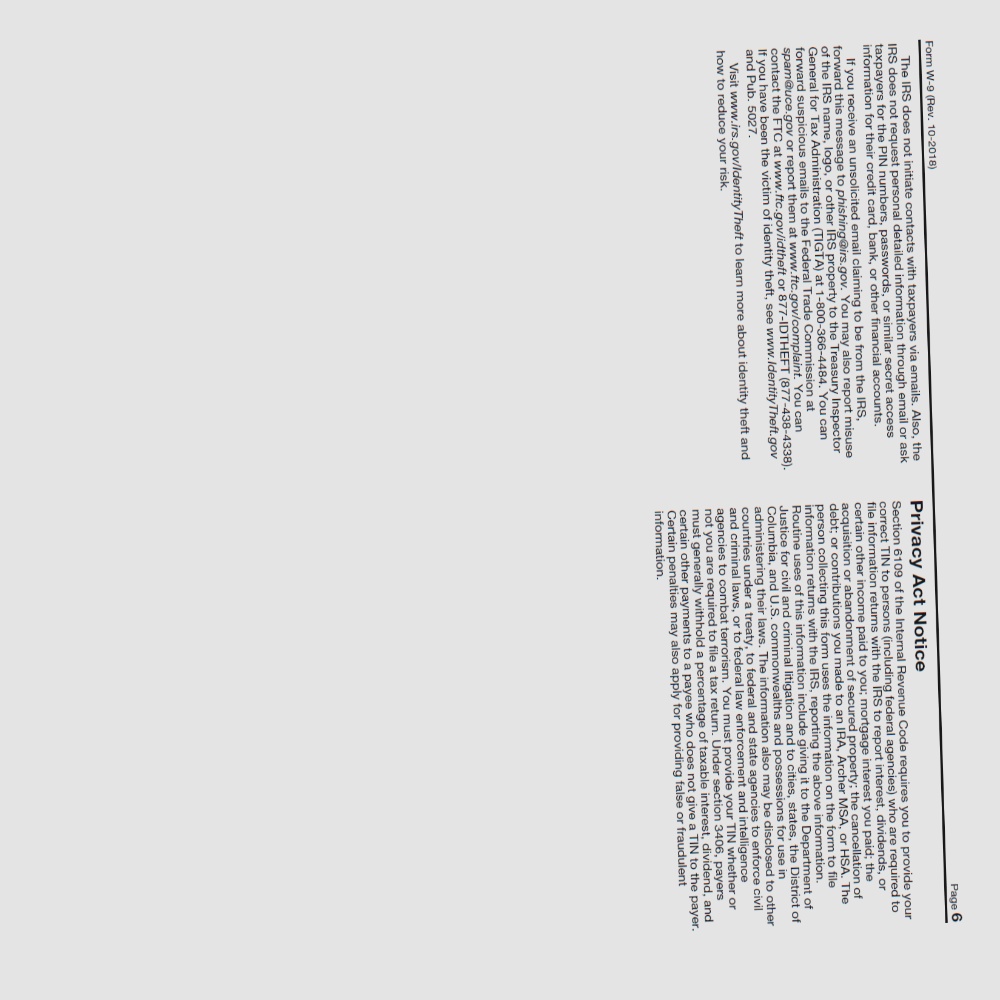 Form W-9 (Rev. 10-2018)
Page 6
The IRS does not initiate contacts with taxpayers via emails. Also, the
IRS does not request personal detailed information through email or ask
taxpayers for the PIN numbers, passwords, or similar secret access
information for their credit card, bank, or other financial accounts.
If you receive an unsolicited email claiming to be from the IRS,
forward this message to phishing@irs.gov. You may also report misuse
of the IRS name, logo, or other IRS property to the Treasury Inspector
General for Tax Administration (TIGTA) at 1-800-366-4484. You can
forward suspicious emails to the Federal Trade Commission at
spam@uce.gov or report them at www.ftc.gov/complaint. You can
contact the FTC at www.ftc.gov/idtheft or 877-IDTHEFT (877-438-4338).
If you have been the victim of identity theft, see www.IdentityTheft.gov
and Pub. 5027.
Visit www.irs.gov/IdentityTheft to learn more about identity theft and
how to reduce your risk.
Privacy Act Notice
Section 6109 of the Internal Revenue Code requires you to provide your
correct TIN to persons (including federal agencies) who are required to
file information returns with the IRS to report interest, dividends, or
certain other income paid to you; mortgage interest you paid; the
acquisition or abandonment of secured property; the cancellation of
debt; or contributions you made to an IRA, Archer MSA, or HSA. The
person collecting this form uses the information on the form to file
information returns with the IRS, reporting the above information.
Routine uses of this information include giving it to the Department of
Justice for civil and criminal litigation and to cities, states, the District of
Columbia, and U.S. commonwealths and possessions for use in
administering their laws. The information also may be disclosed to other
countries under a treaty, to federal and state agencies to enforce civil
and criminal laws, or to federal law enforcement and intelligence
agencies to combat terrorism. You must provide your TIN whether or
not you are required to file a tax return. Under section 3406, payers
must generally withhold a percentage of taxable interest, dividend, and
certain other payments to a payee who does not give a TIN to the payer.
Certain penalties may also apply for providing false or fraudulent
information.